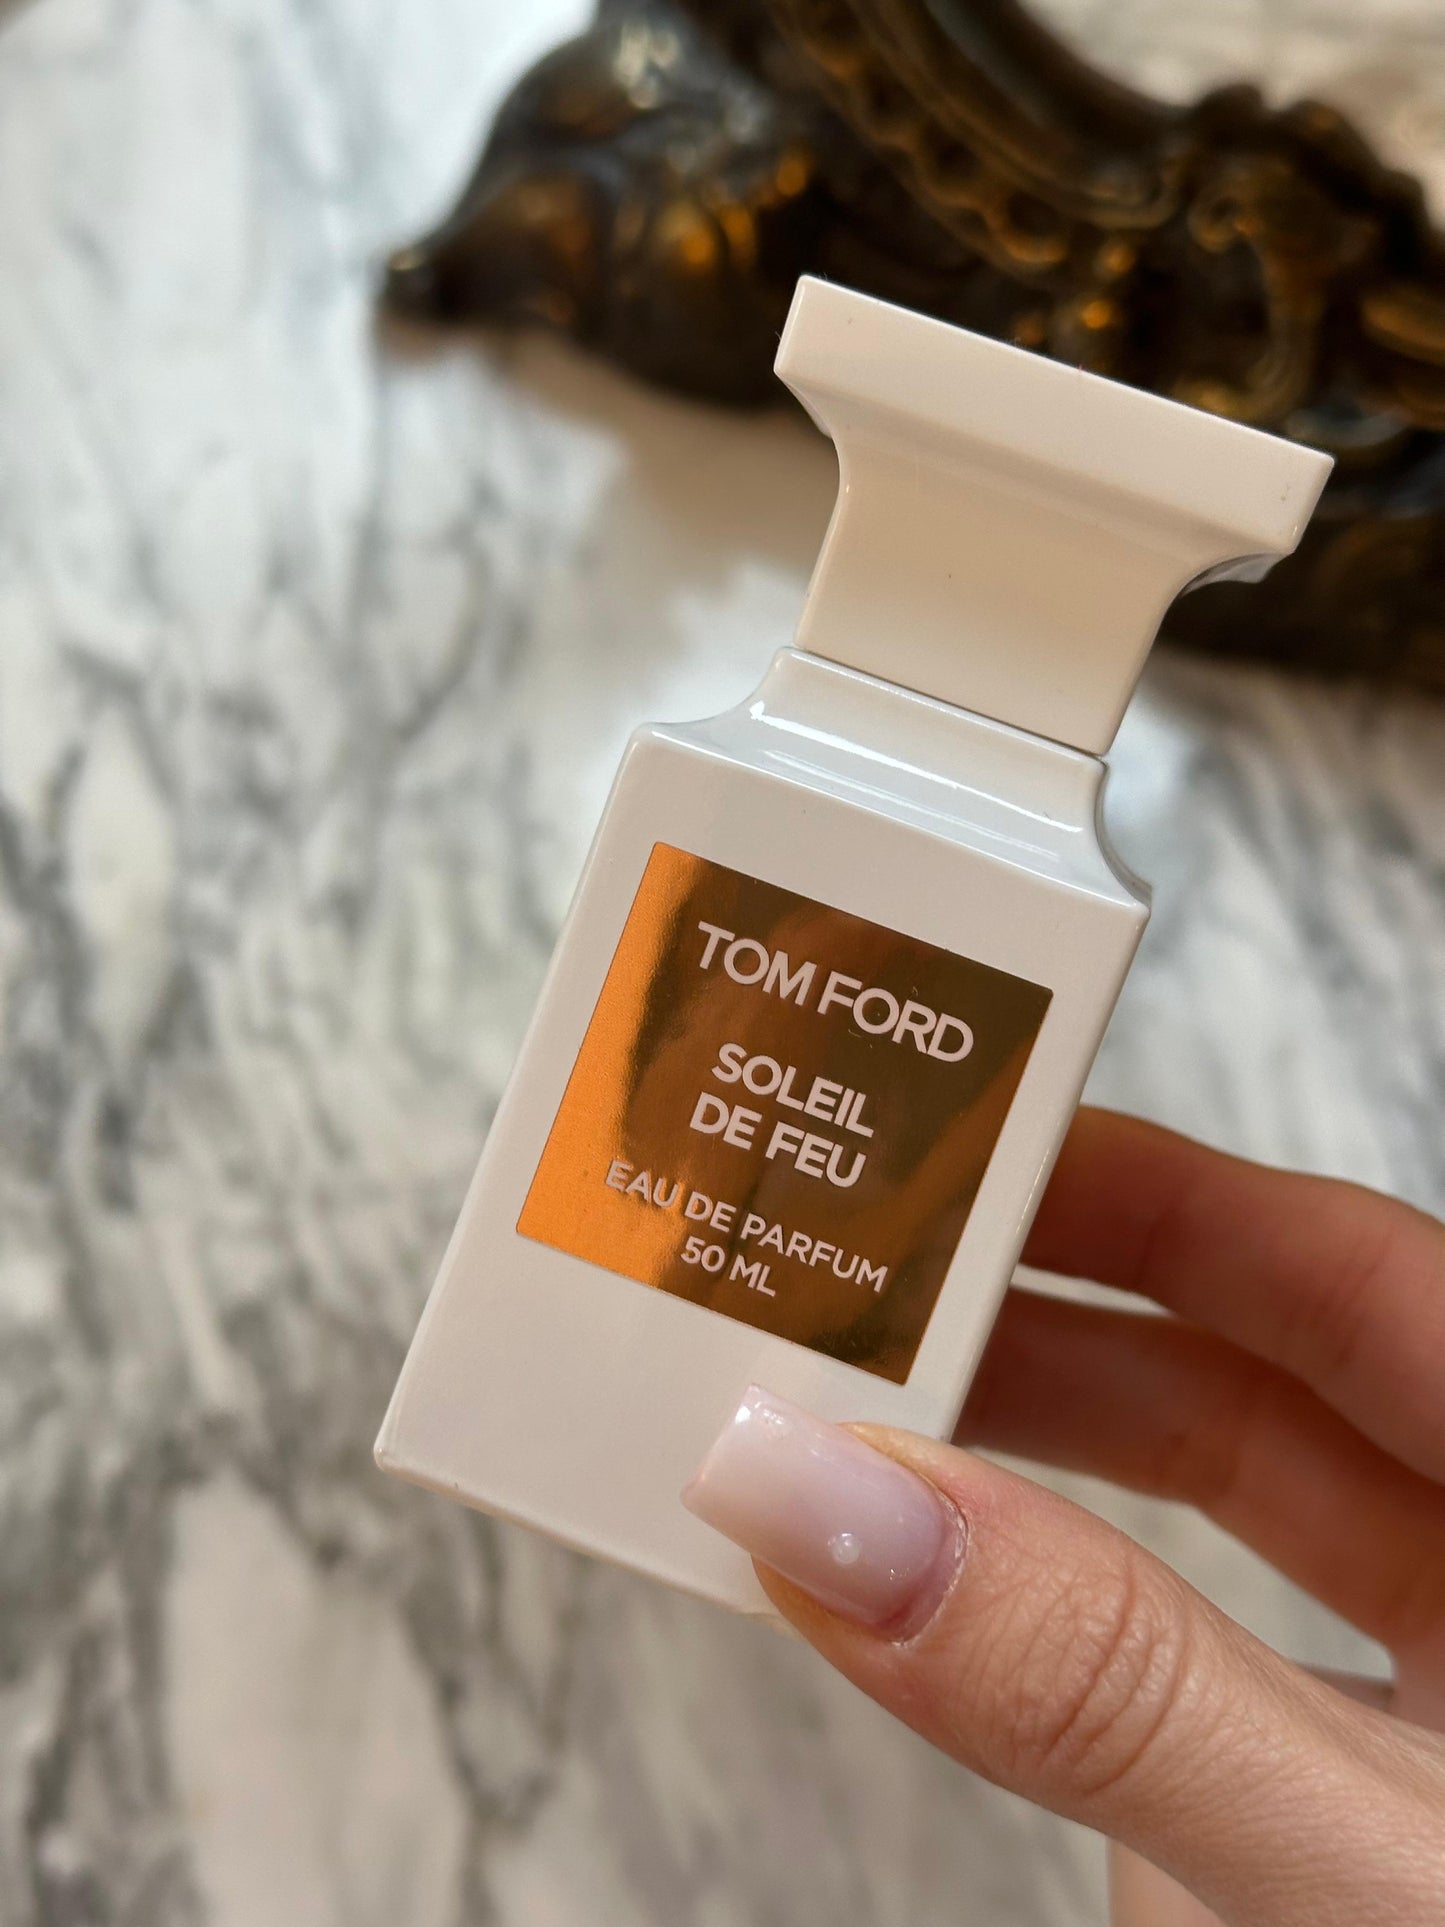 TOM FORD
SOLEIL
DE FEU
EAU DE PARFUM
50 ML